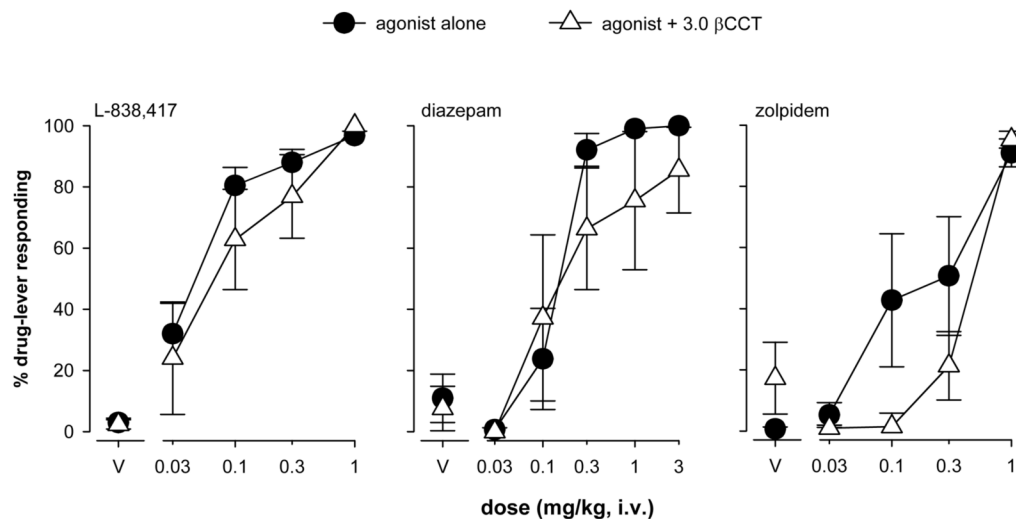 agonist alone agonist + 3.0 βCCT
L-838,417 diazepam zolpidem
% drug-lever responding
100
80
60
40
20
0
V 0.03 0.1 0.3 1 V 0.03 0.1 0.3 1 3 V 0.03 0.1 0.3 1
dose (mg/kg, i.v.)